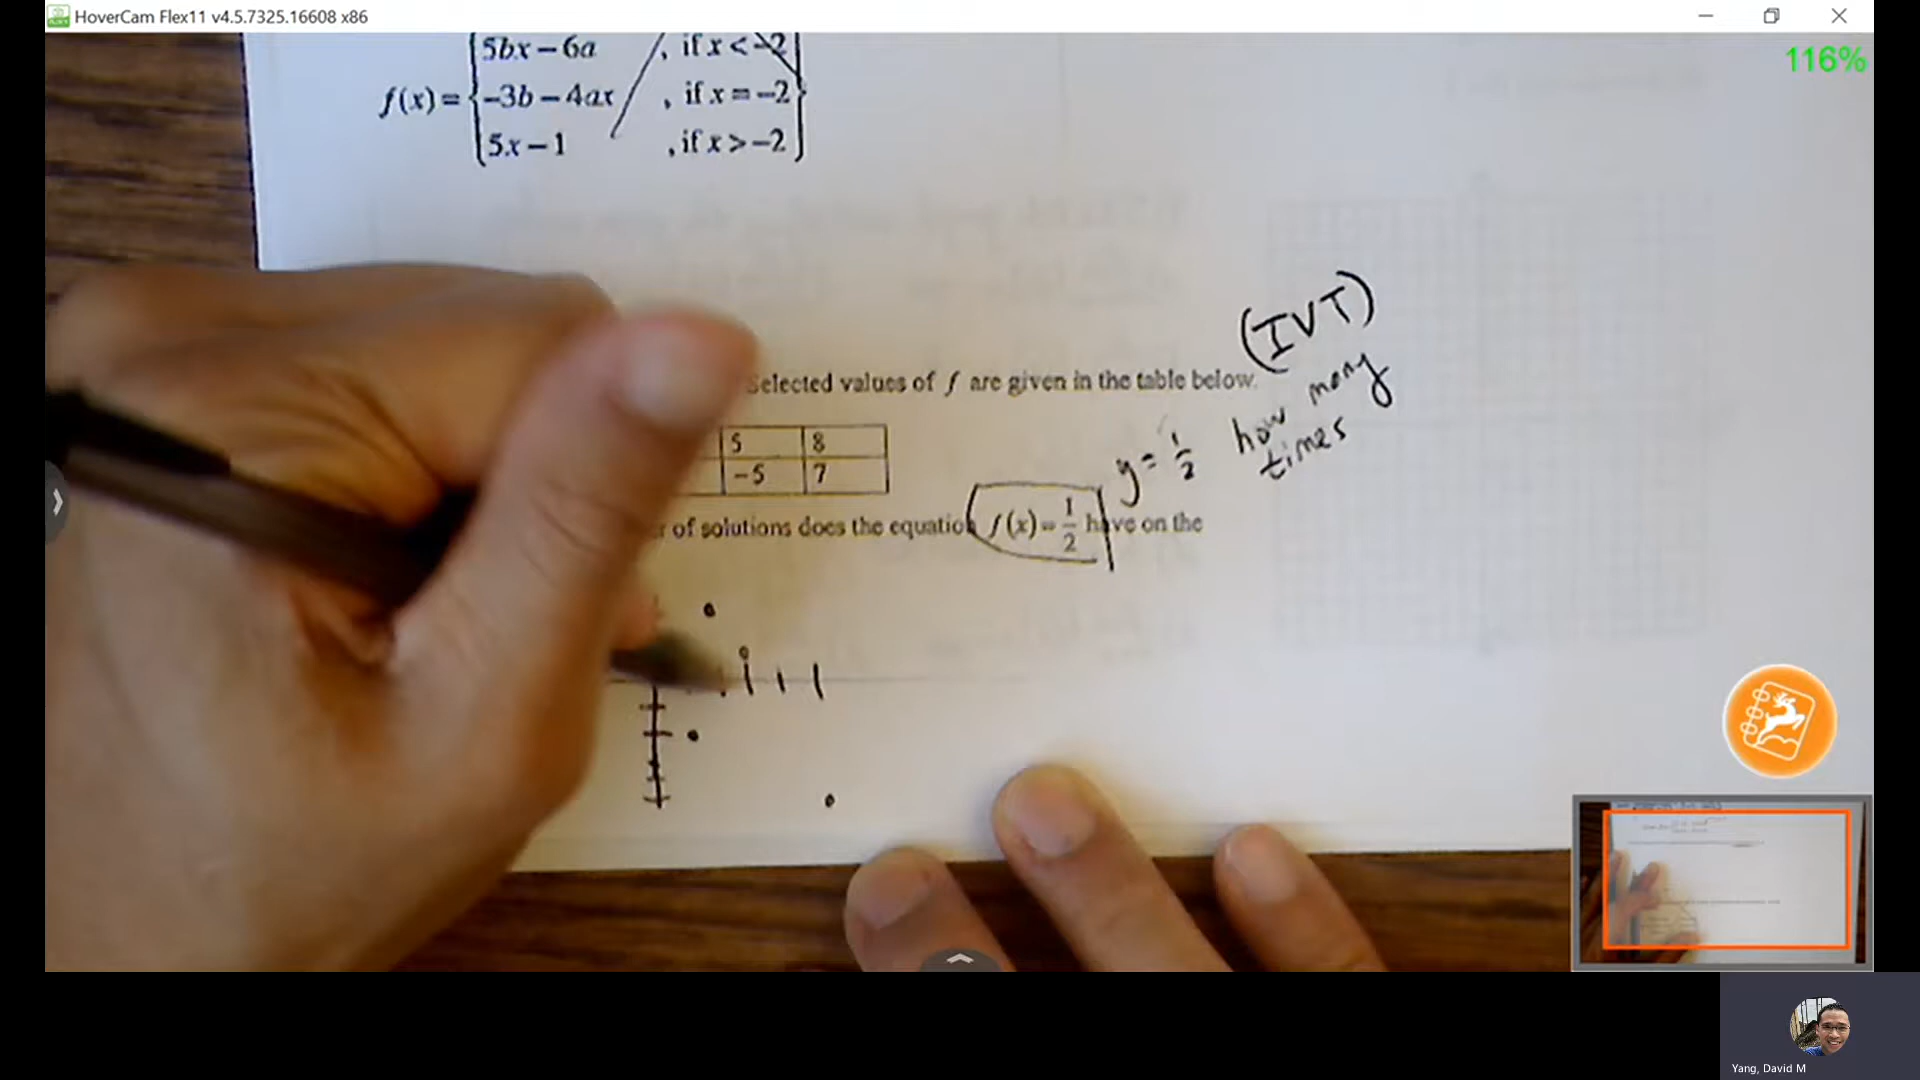 HoverCam Flex11 v4.5.7325.16608 x86
116%
5bx − 6a , if x < −2
f(x) = −3b − 4ax , if x = −2
5x − 1 , if x > −2
(IVT)
Selected values of f are given in the table below.
how many
times
5 8
−5 7
y = 1/2
of solutions does the equation f(x) = 1/2 have on the
Yang, David M